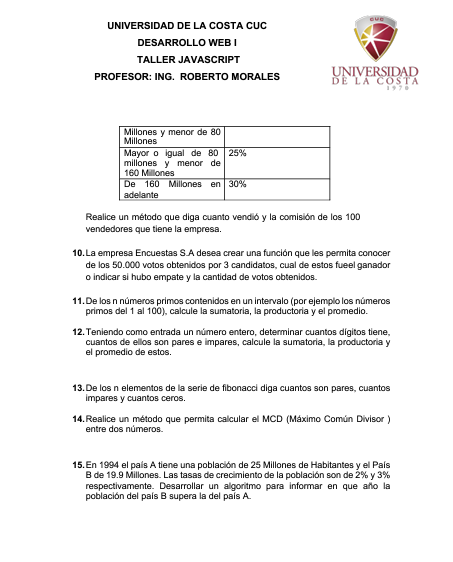 UNIVERSIDAD DE LA COSTA CUC
DESARROLLO WEB I
TALLER JAVASCRIPT
PROFESOR: ING. ROBERTO MORALES
CUC
UNIVERSIDAD
DE LA COSTA
1970
Millones y menor de 80
Millones
Mayor o igual de 80 25%
millones y menor de
160 Millones
De 160 Millones en 30%
adelante
Realice un método que diga cuanto vendió y la comisión de los 100
vendedores que tiene la empresa.
10. La empresa Encuestas S.A desea crear una función que les permita conocer
de los 50.000 votos obtenidos por 3 candidatos, cual de estos fueel ganador
o indicar si hubo empate y la cantidad de votos obtenidos.
11. De los n números primos contenidos en un intervalo (por ejemplo los números
primos del 1 al 100), calcule la sumatoria, la productoria y el promedio.
12. Teniendo como entrada un número entero, determinar cuantos dígitos tiene,
cuantos de ellos son pares e impares, calcule la sumatoria, la productoria y
el promedio de estos.
13. De los n elementos de la serie de fibonacci diga cuantos son pares, cuantos
impares y cuantos ceros.
14. Realice un método que permita calcular el MCD (Máximo Común Divisor )
entre dos números.
15. En 1994 el país A tiene una población de 25 Millones de Habitantes y el País
B de 19.9 Millones. Las tasas de crecimiento de la población son de 2% y 3%
respectivamente. Desarrollar un algoritmo para informar en que año la
población del país B supera la del país A.